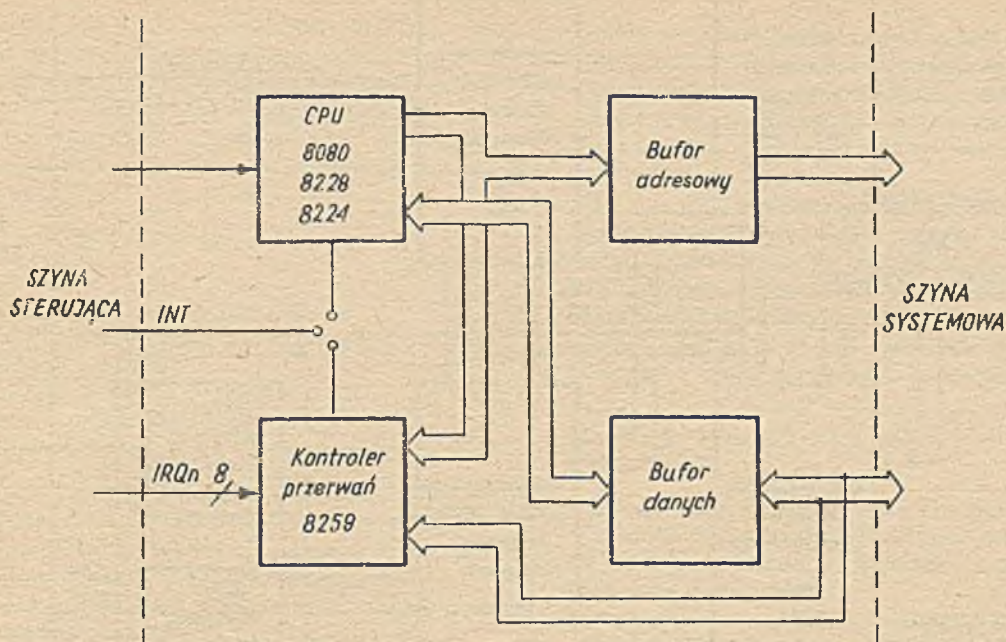 CPU
8080
8228
8224
Bufor
adresowy
SZYNA
STERUJĄCA
INT
SZYNA
SYSTEMOWA
IRQn 8
Kontroler
przerwań
8259
Bufor
danych